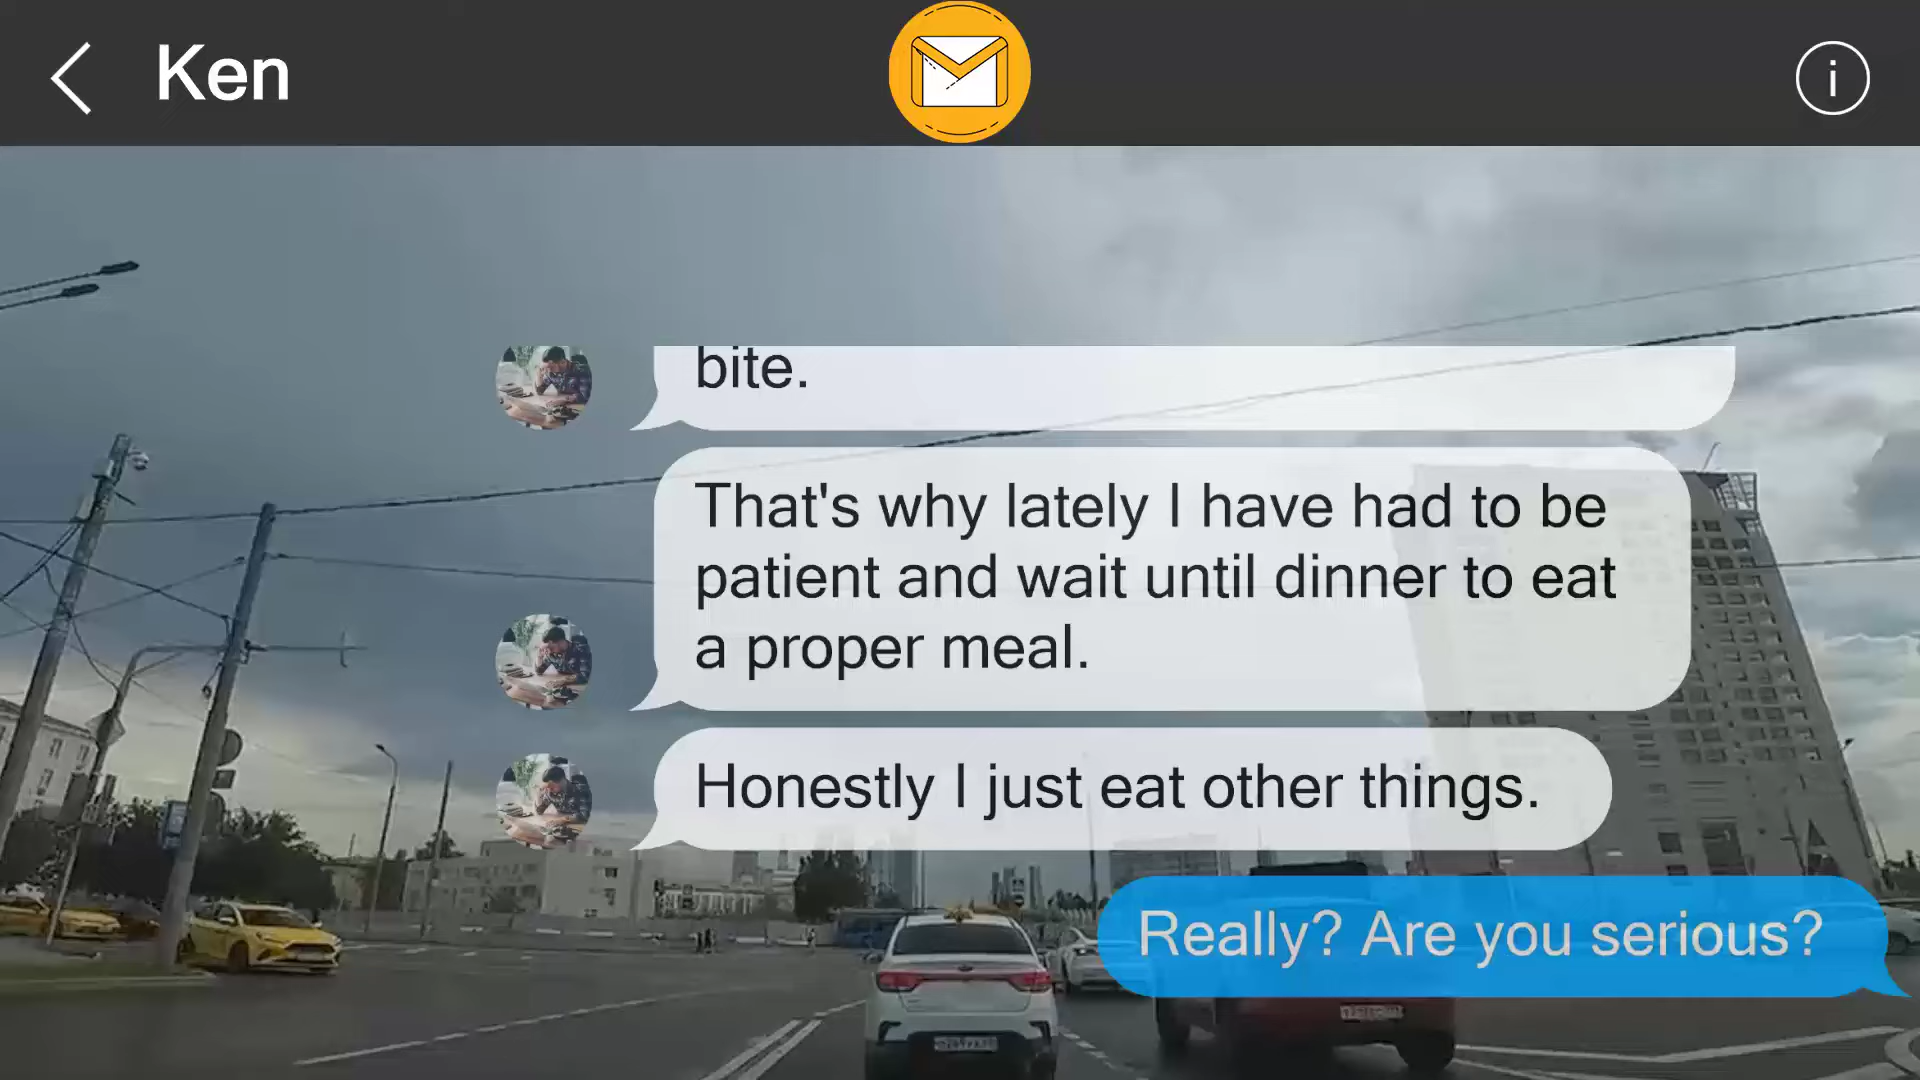 Ken
bite.
That's why lately I have had to be
patient and wait until dinner to eat
a proper meal.
Honestly I just eat other things.
Really? Are you serious?